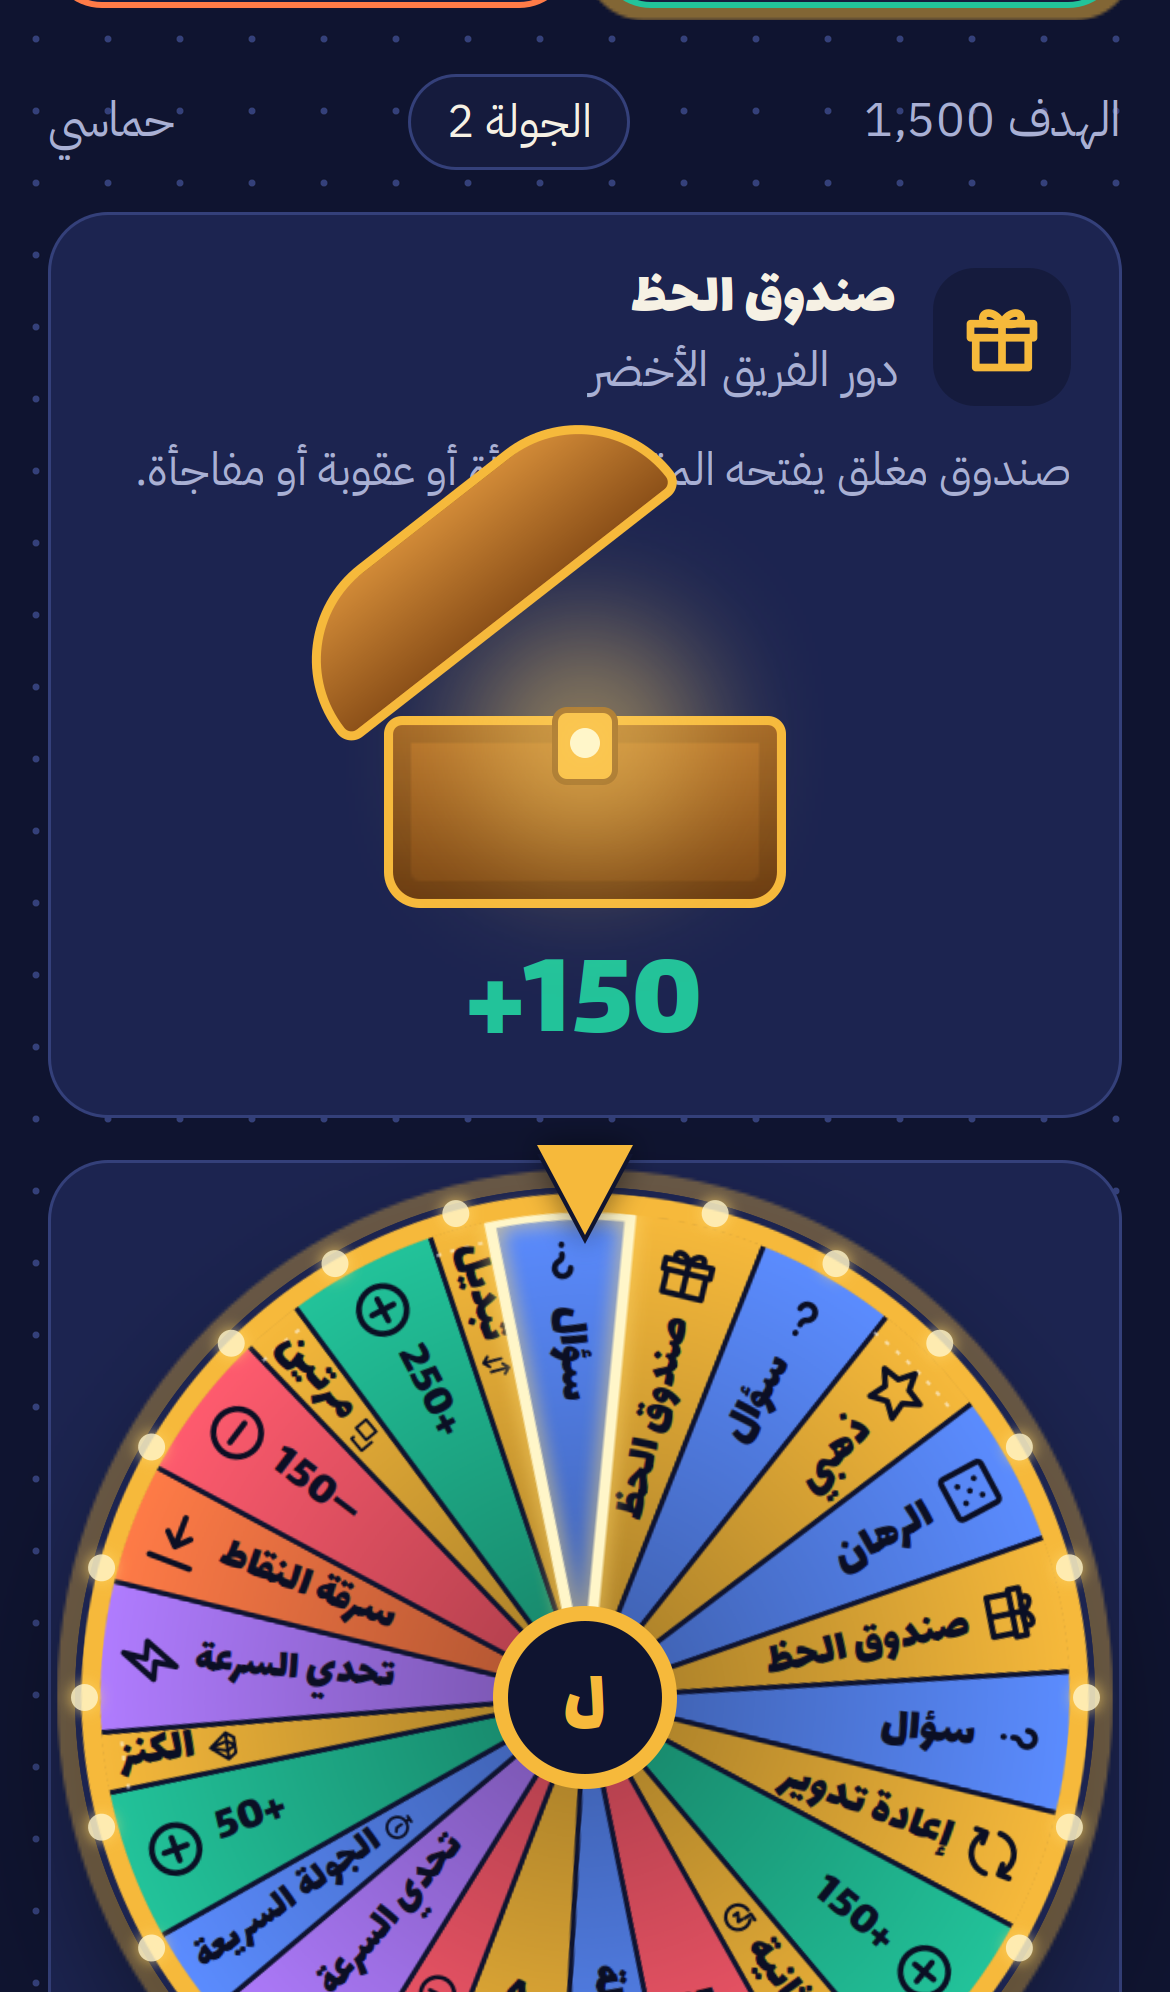 الهدف 1,500
الجولة 2
حماسي
صندوق الحظ
دور الفريق الأخضر
صندوق مغلق يفتحه أو عقوبة أو مفاجأة.
+150
سؤال
صندوق الحظ
سؤال
ذهبي
الرهان
صندوق الحظ
سؤال
إعادة تدوير
+150
الجولة السريعة
تحدي السرعة
+50
الكنز
تحدي السرعة
سرقة النقاط
−150
مرتين
+250
تبديل
ل